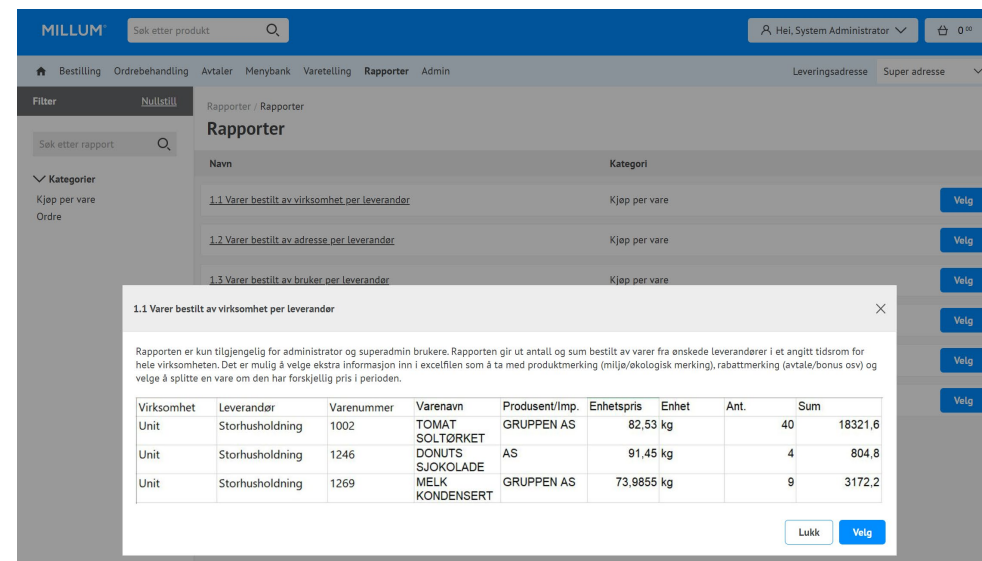 MILLUM
Søk etter produkt
Hei, System Administrator
0 00
Bestilling Ordrebehandling Avtaler Menybank Varetelling Rapporter Admin
Leveringsadresse Super adresse
Filter Nullstill
Rapporter / Rapporter
Rapporter
Søk etter rapport
Navn Kategori
Kategorier
Kjøp per vare
Ordre
1.1 Varer bestilt av virksomhet per leverandør Kjøp per vare Velg
1.2 Varer bestilt av adresse per leverandør Kjøp per vare Velg
1.3 Varer bestilt av bruker per leverandør Kjøp per vare Velg
Velg
Velg
Velg
1.1 Varer bestilt av virksomhet per leverandør
Rapporten er kun tilgjengelig for administrator og superadmin brukere. Rapporten gir ut antall og sum bestilt av varer fra ønskede leverandører i et angitt tidsrom for
hele virksomheten. Det er mulig å velge ekstra informasjon inn i excelfilen som å ta med produktmerking (miljø/økologisk merking), rabattmerking (avtale/bonus osv) og
velge å splitte en vare om den har forskjellig pris i perioden.
Virksomhet Leverandør Varenummer Varenavn Produsent/Imp. Enhetspris Enhet Ant. Sum
Unit Storhusholdning 1002 TOMAT GRUPPEN AS 82,53 kg 40 18321,6
SOLTØRKET
Unit Storhusholdning 1246 DONUTS AS 91,45 kg 4 804,8
SJOKOLADE
Unit Storhusholdning 1269 MELK GRUPPEN AS 73,9855 kg 9 3172,2
KONDENSERT
Lukk Velg